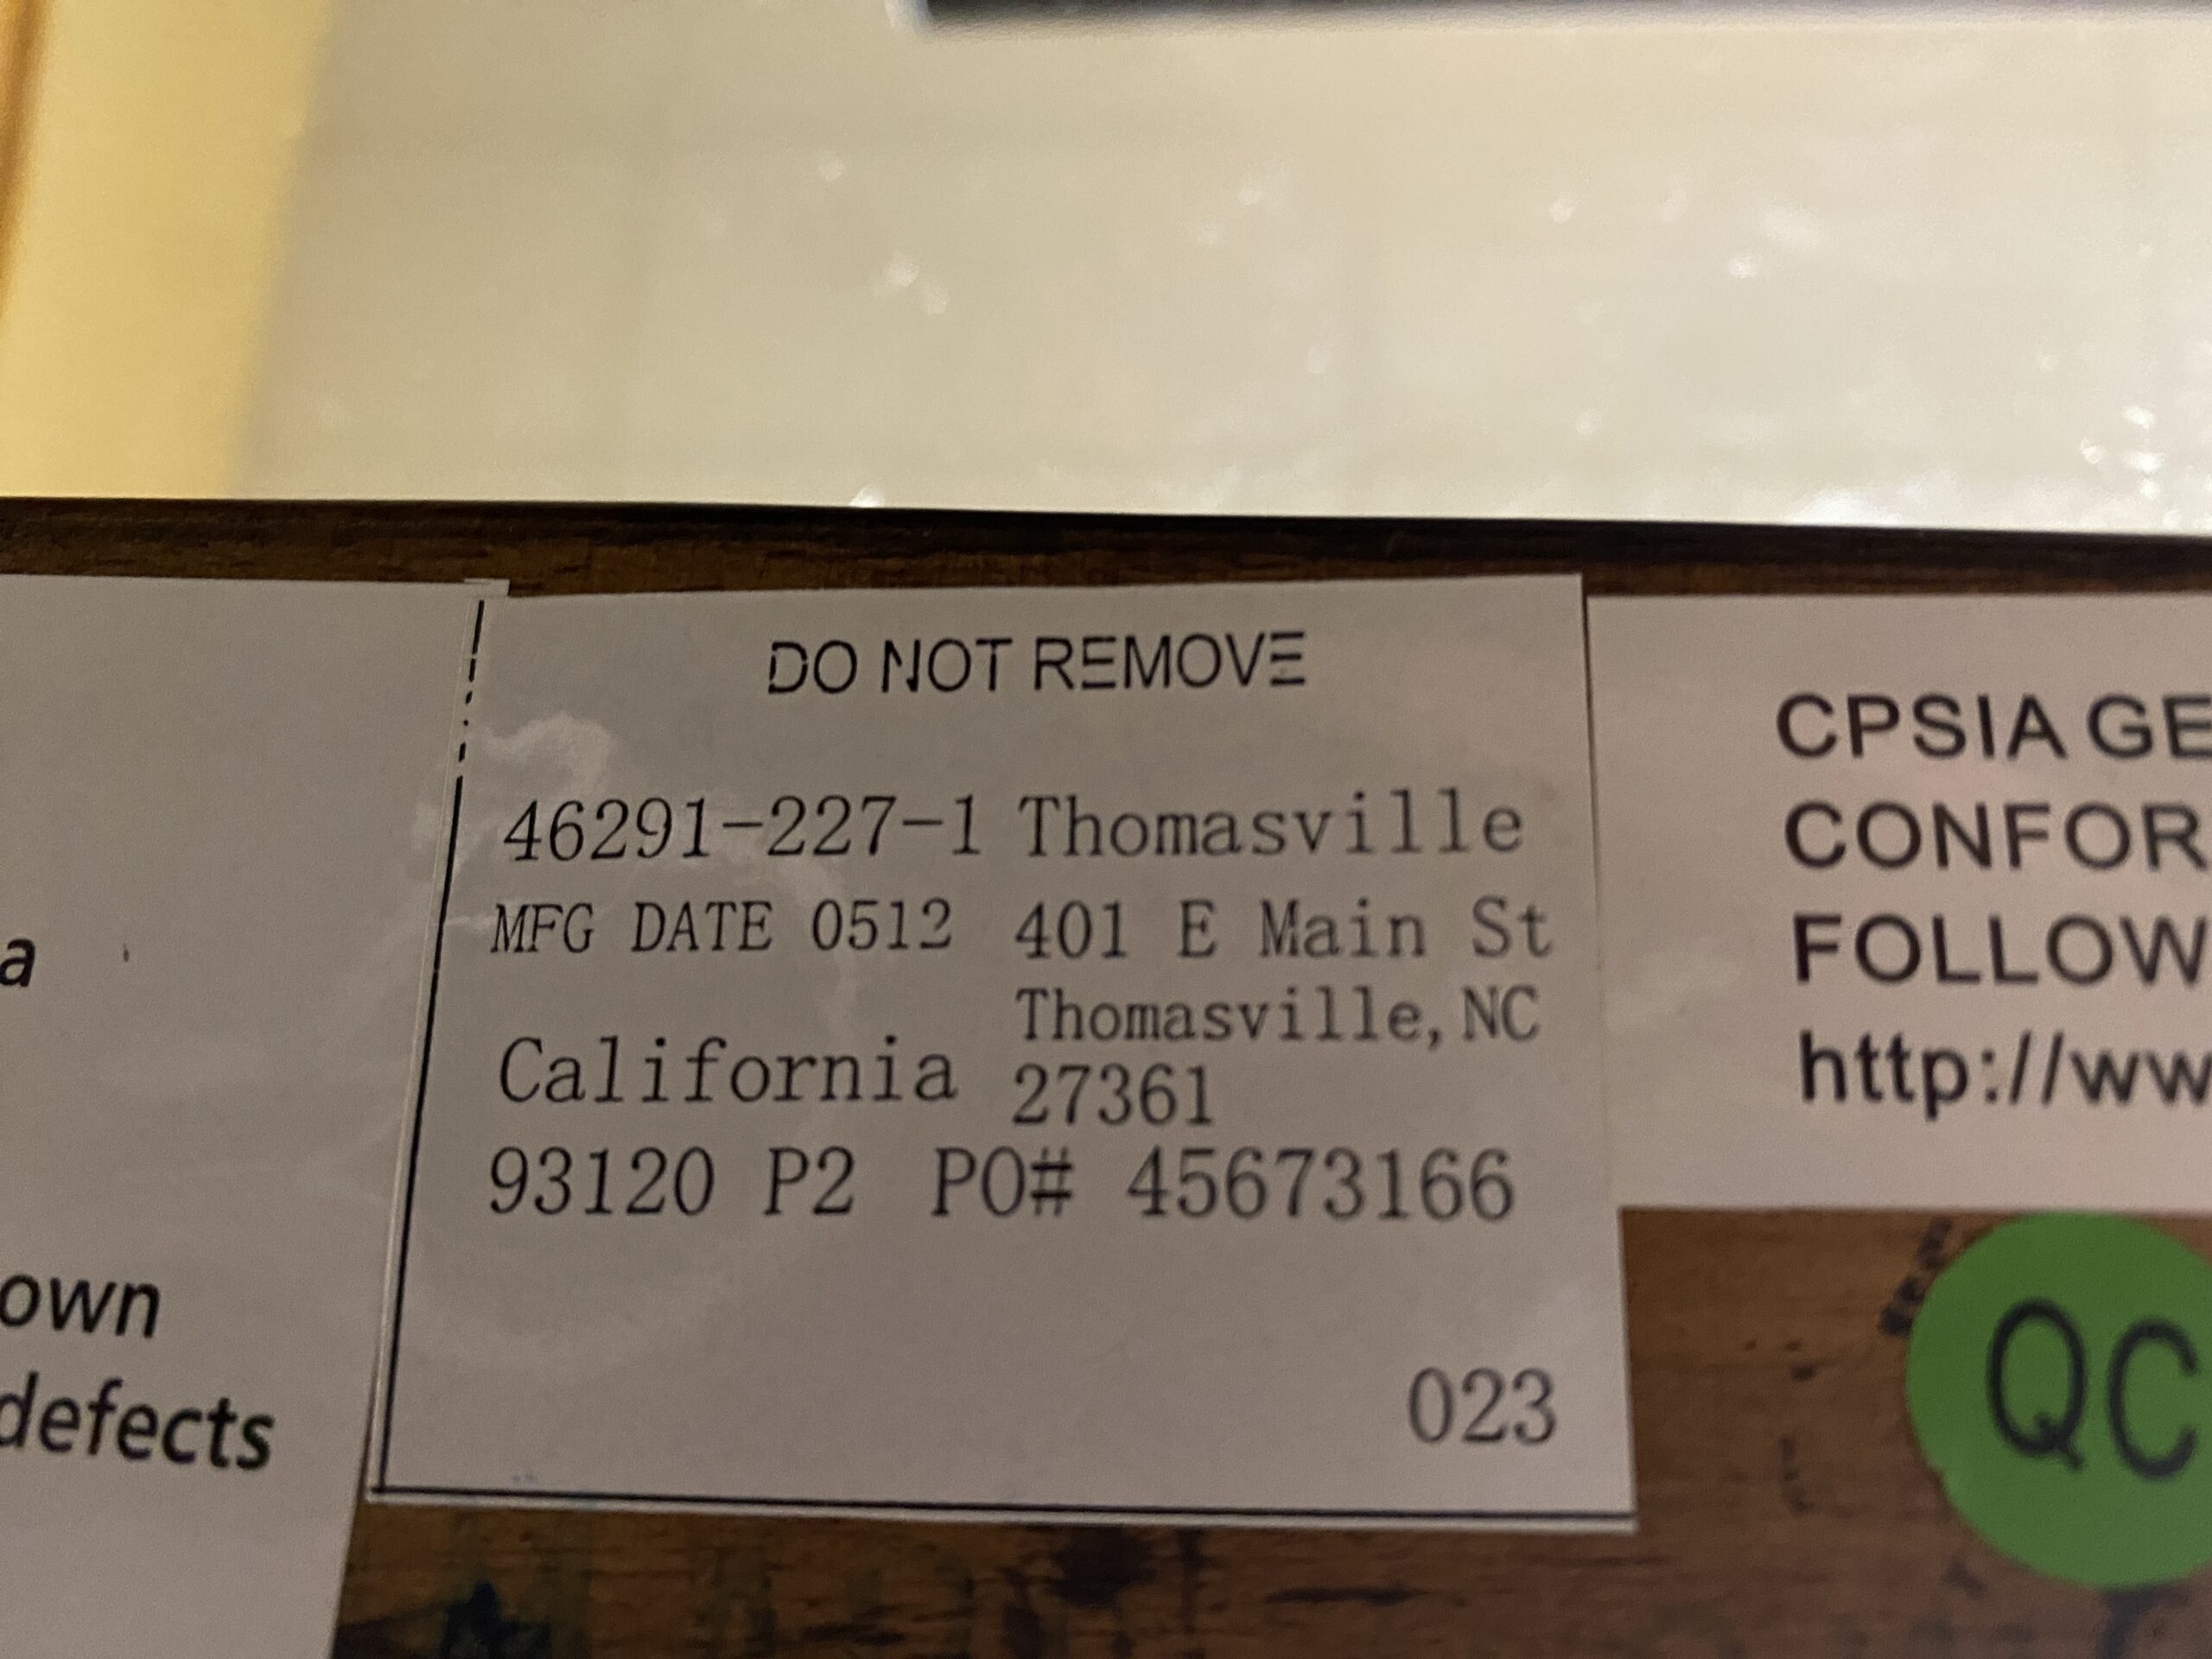 DO NOT REMOVE
46291-227-1 Thomasville
MFG DATE 0512 401 E Main St
Thomasville, NC
California 27361
93120 P2 PO# 45673166
023
a
own
defects
CPSIA GE
CONFOR
FOLLOW
http://ww
QC